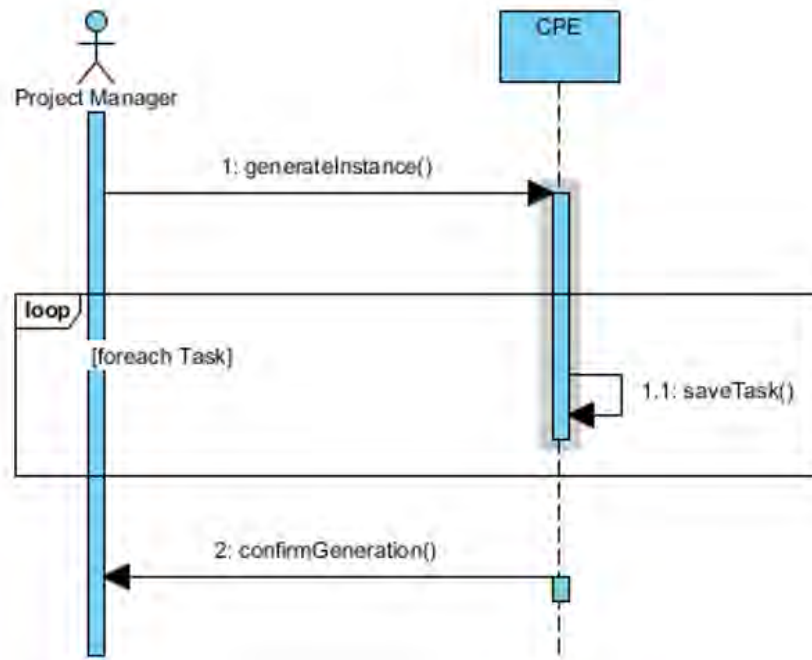 CPE
Project Manager
1: generateInstance()
loop
[foreach Task]
1.1: saveTask()
2: confirmGeneration()